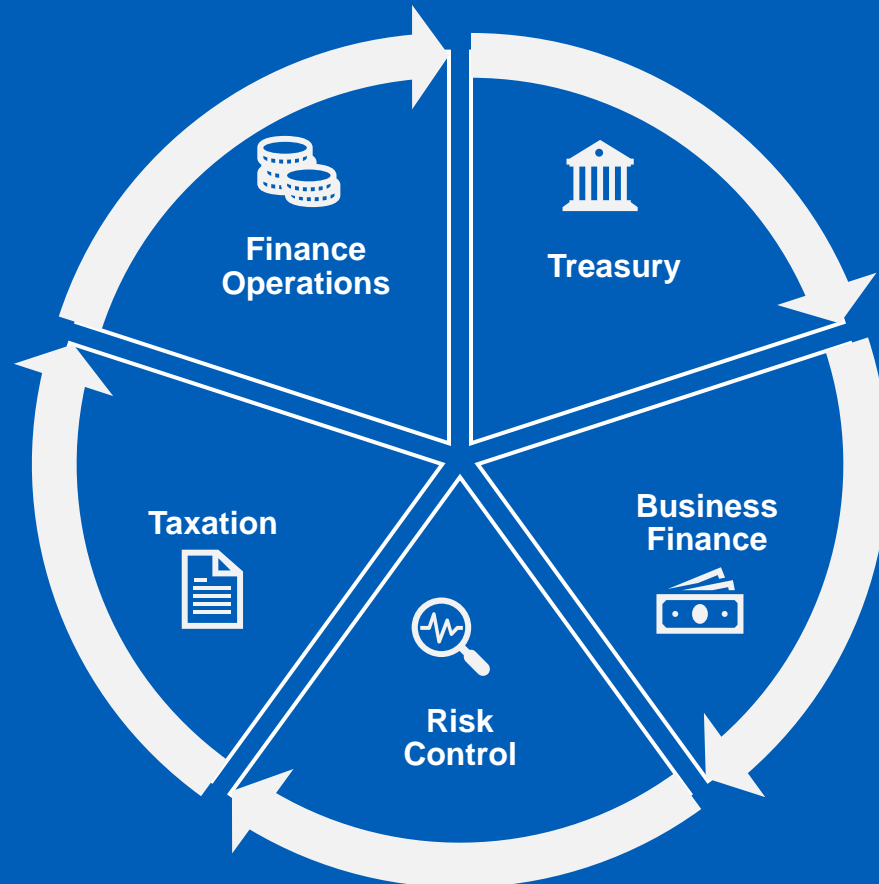 Finance
Operations
Treasury
Business
Finance
Risk
Control
Taxation